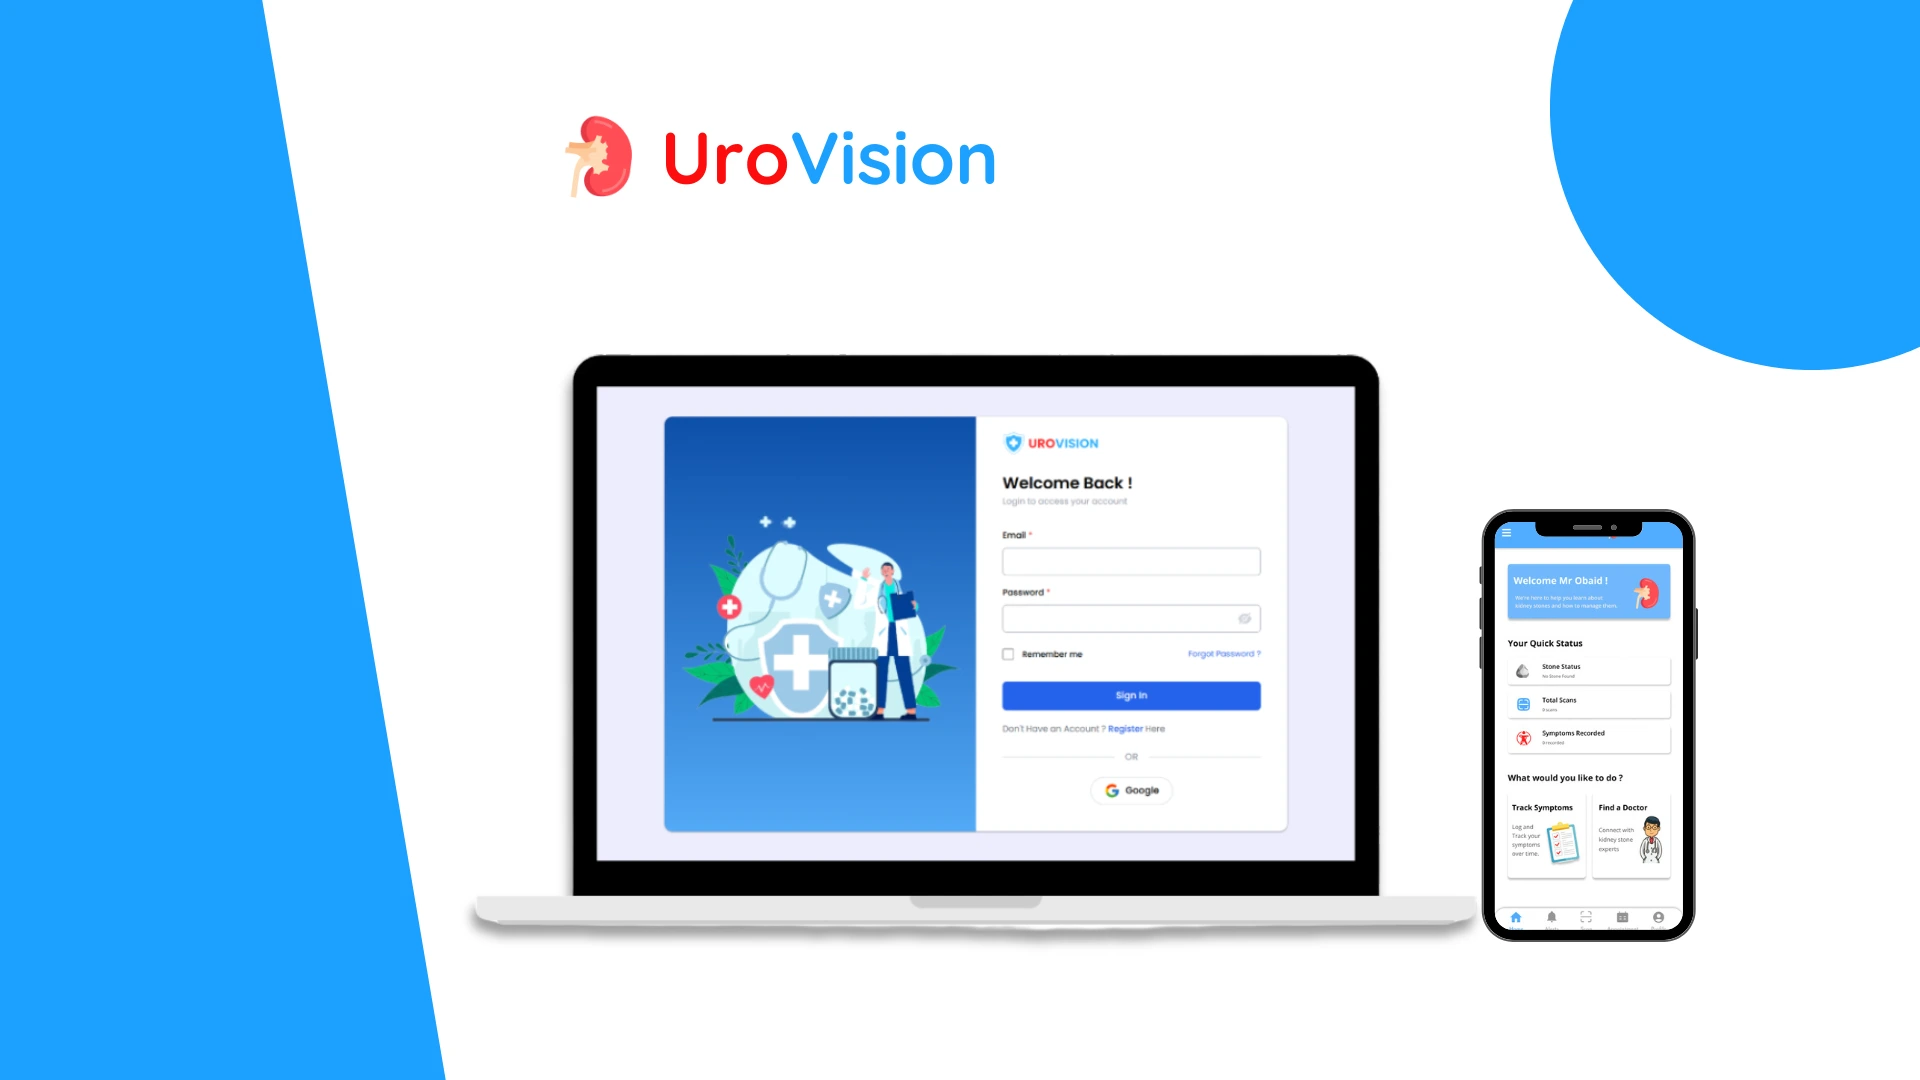 UroVision
UROVISION
Welcome Back !
Login to access your account
Email *
Password *
Remember me
Forgot Password ?
Sign In
Don't Have an Account ? Register Here
OR
Google
Welcome Mr Obaid !
We're here to help you learn about
kidney stones and how to manage them.
Your Quick Status
Stone Status
No Stone Found
Total Scans
Symptoms Recorded
What would you like to do ?
Track Symptoms
Log and
Track your
symptoms
over time.
Find a Doctor
Connect with
kidney stone
experts